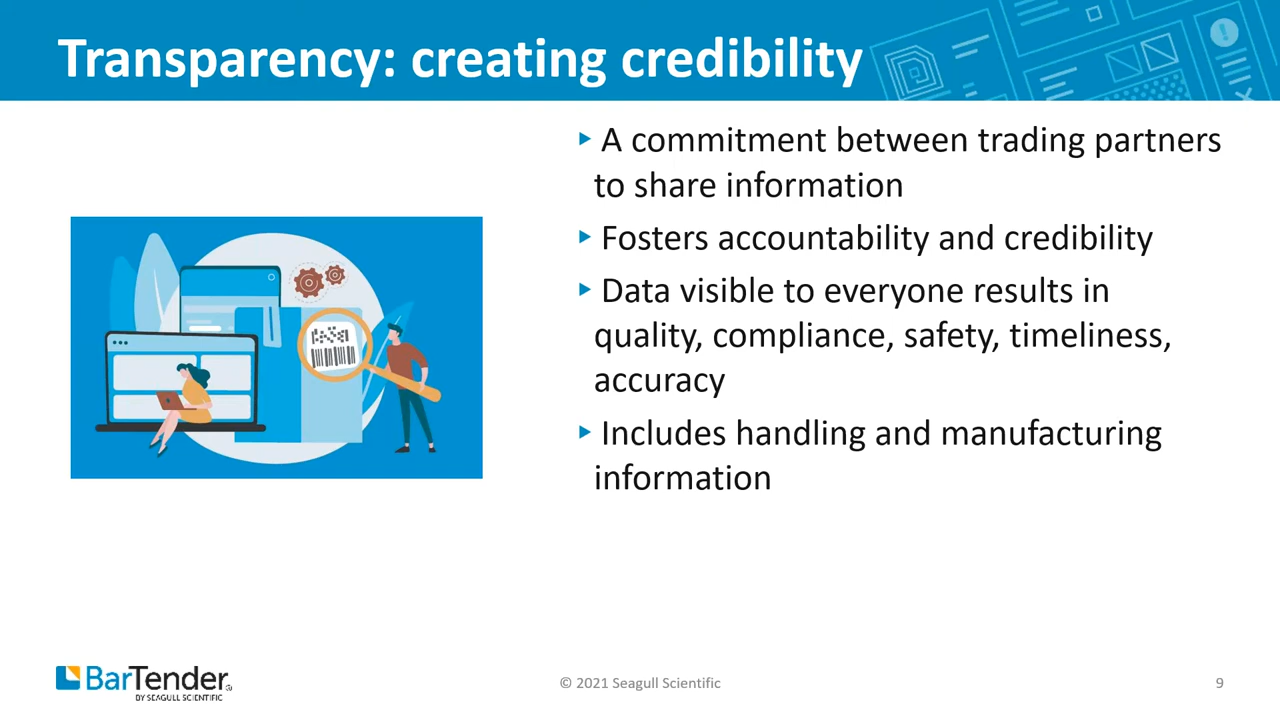 Transparency: creating credibility
A commitment between trading partners
to share information
Fosters accountability and credibility
Data visible to everyone results in
quality, compliance, safety, timeliness,
accuracy
Includes handling and manufacturing
information
BarTender®
BY SEAGULL SCIENTIFIC
© 2021 Seagull Scientific
9